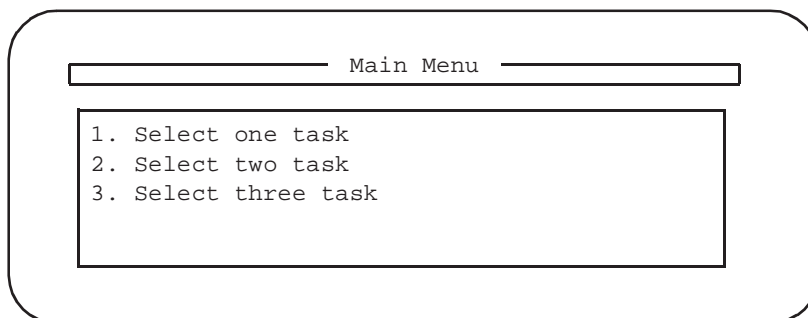 Main Menu
1. Select one task
2. Select two task
3. Select three task